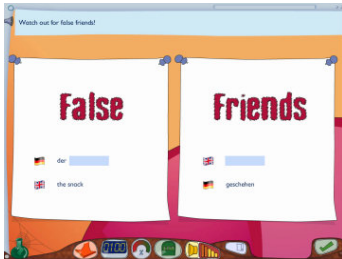 Watch out for false friends!
False
Friends
der
the snack
geschehen